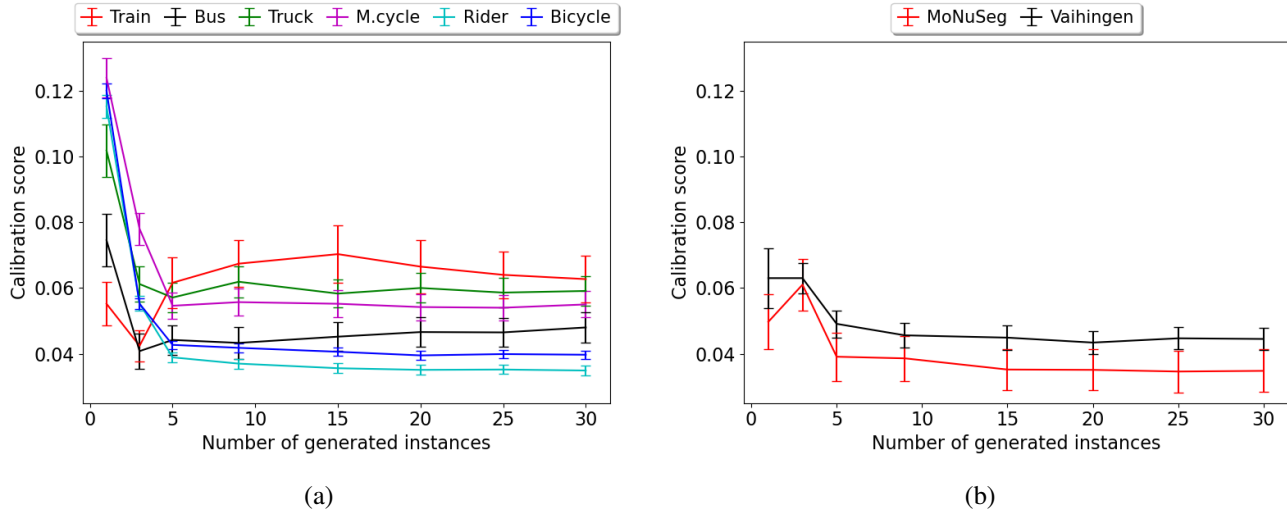 Train Bus Truck M.cycle Rider Bicycle
Calibration score
0.12
0.10
0.08
0.06
0.04
0 5 10 15 20 25 30
Number of generated instances
(a)
MoNuSeg Vaihingen
Calibration score
0.12
0.10
0.08
0.06
0.04
0 5 10 15 20 25 30
Number of generated instances
(b)